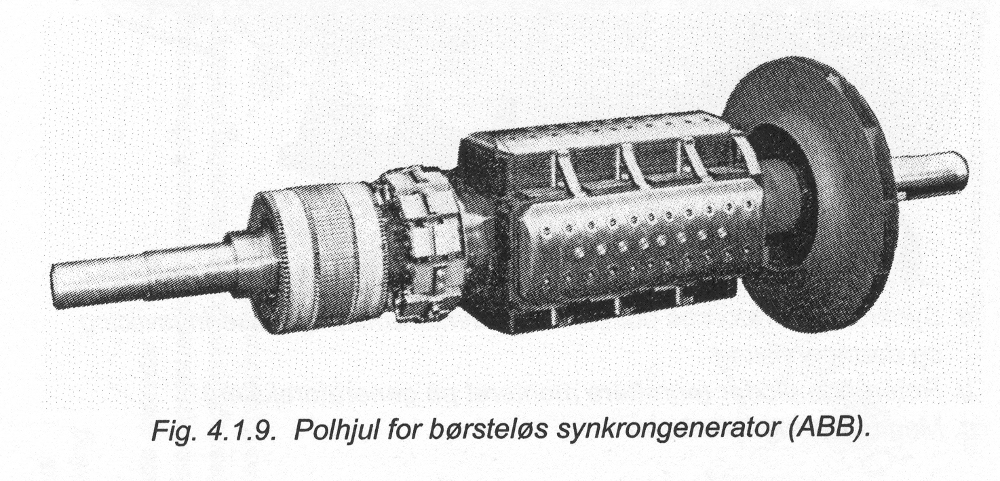 Fig. 4.1.9. Polhjul for børsteløs synkrongenerator (ABB).